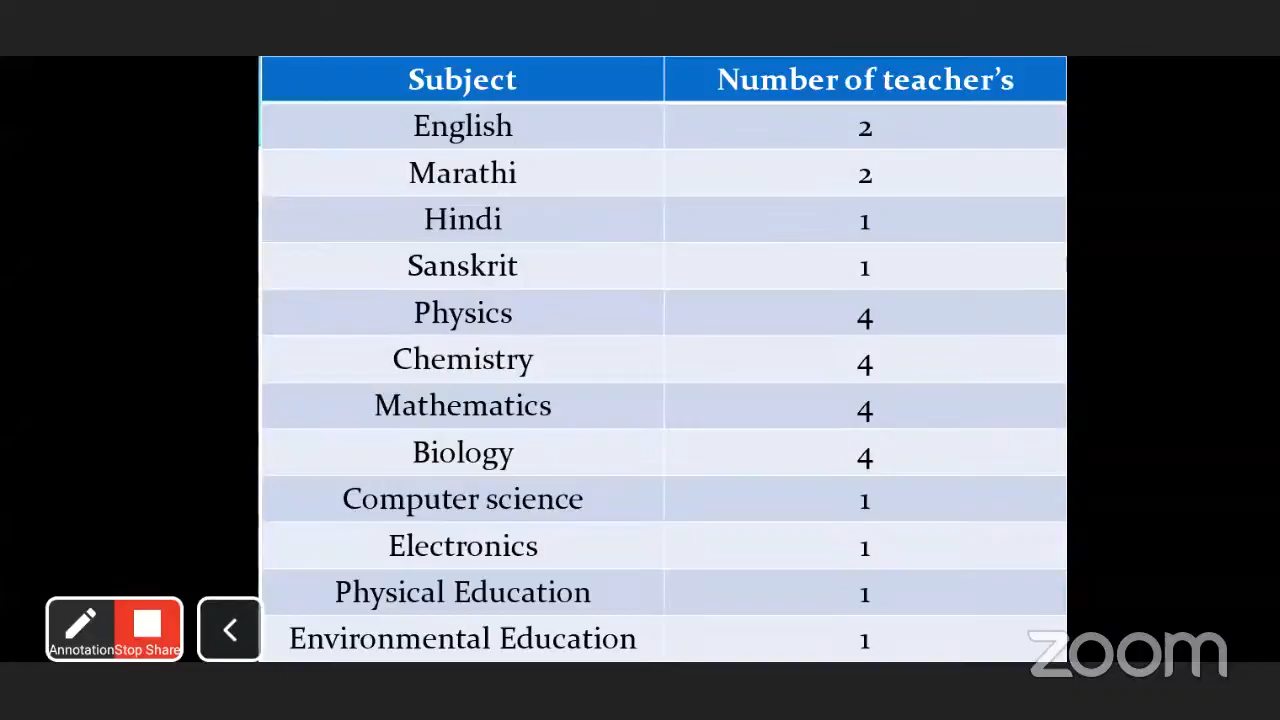 Subject Number of teacher's
English 2
Marathi 2
Hindi 1
Sanskrit 1
Physics 4
Chemistry 4
Mathematics 4
Biology 4
Computer science 1
Electronics 1
Physical Education 1
Environmental Education 1
Annotation Stop Share
zoom